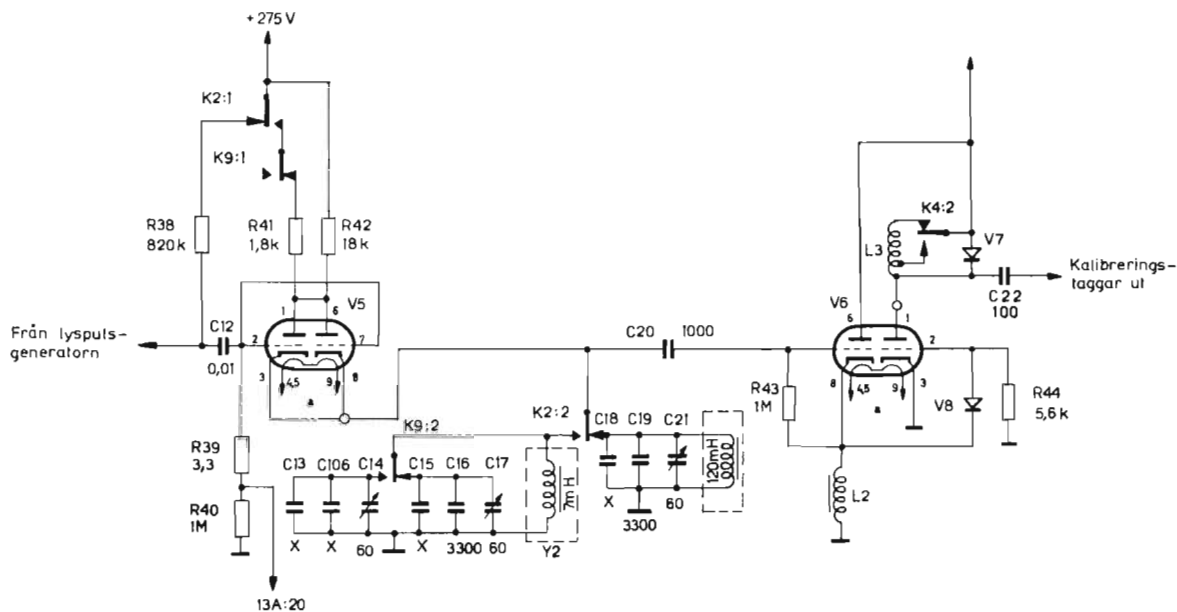 +275 V
K2:1
K9:1
R38
820k
R41
1,8k
R42
18k
V5
1
6
2
7
3
4,5
9
8
a
Från lyspuls-
generatorn
C12
0,01
R39
3,3
R40
1M
13A:20
K9:2
C13
C106
C14
C15
C16
C17
X
X
60
X
3300
60
7mH
Y2
K2:2
C18
C19
C21
X
3300
60
120mH
C20
1000
R43
1M
V6
6
1
8
4,5
9
3
2
a
L3
K4:2
V7
C22
100
Kalibrerings-
taggar ut
V8
R44
5,6k
L2